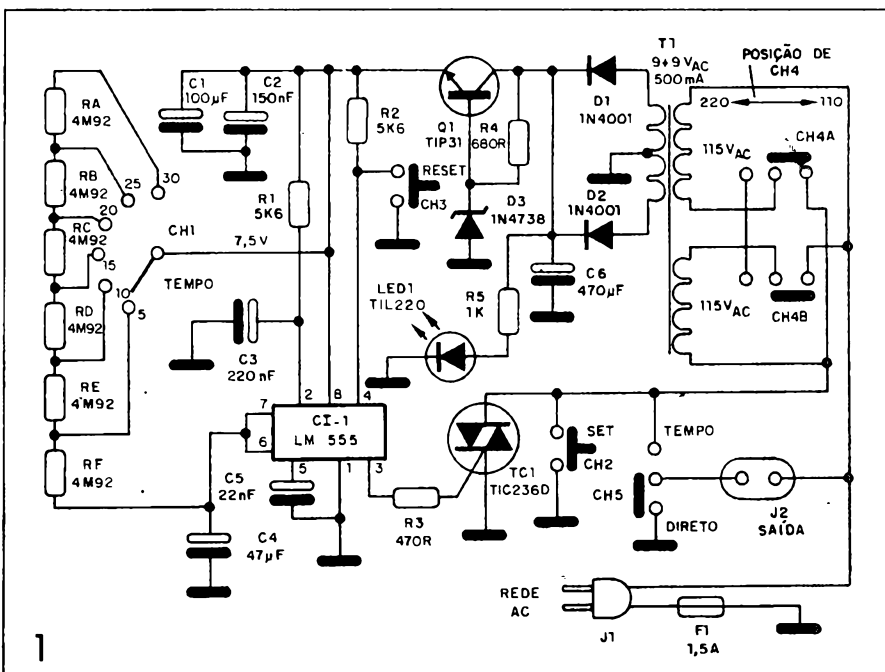 T1
9+9 VAC
500mA
POSIÇÃO DE
CH4
220
110
RA
4M92
C1
100µF
C2
150nF
R2
5K6
Q1
TIP31
R4
680R
D1
1N4001
115VAC
CH4A
RB
4M92
25
30
RESET
CH3
D3
1N4738
D2
1N4001
R1
5K6
20
RC
4M92
CH1
7,5V
15
TEMPO
10
5
C6
470µF
LED1
TIL220
R5
1K
115VAC
CH4B
RD
4M92
C3
220nF
RE
4M92
2
8
4
7
6
CI-1
LM 555
5
1
3
SET
CH2
TEMPO
RF
4M92
C5
22nF
TC1
TIC236D
CH5
C4
47µF
R3
470R
DIRETO
J2
SAÍDA
REDE
AC
J1
F1
1,5A
1